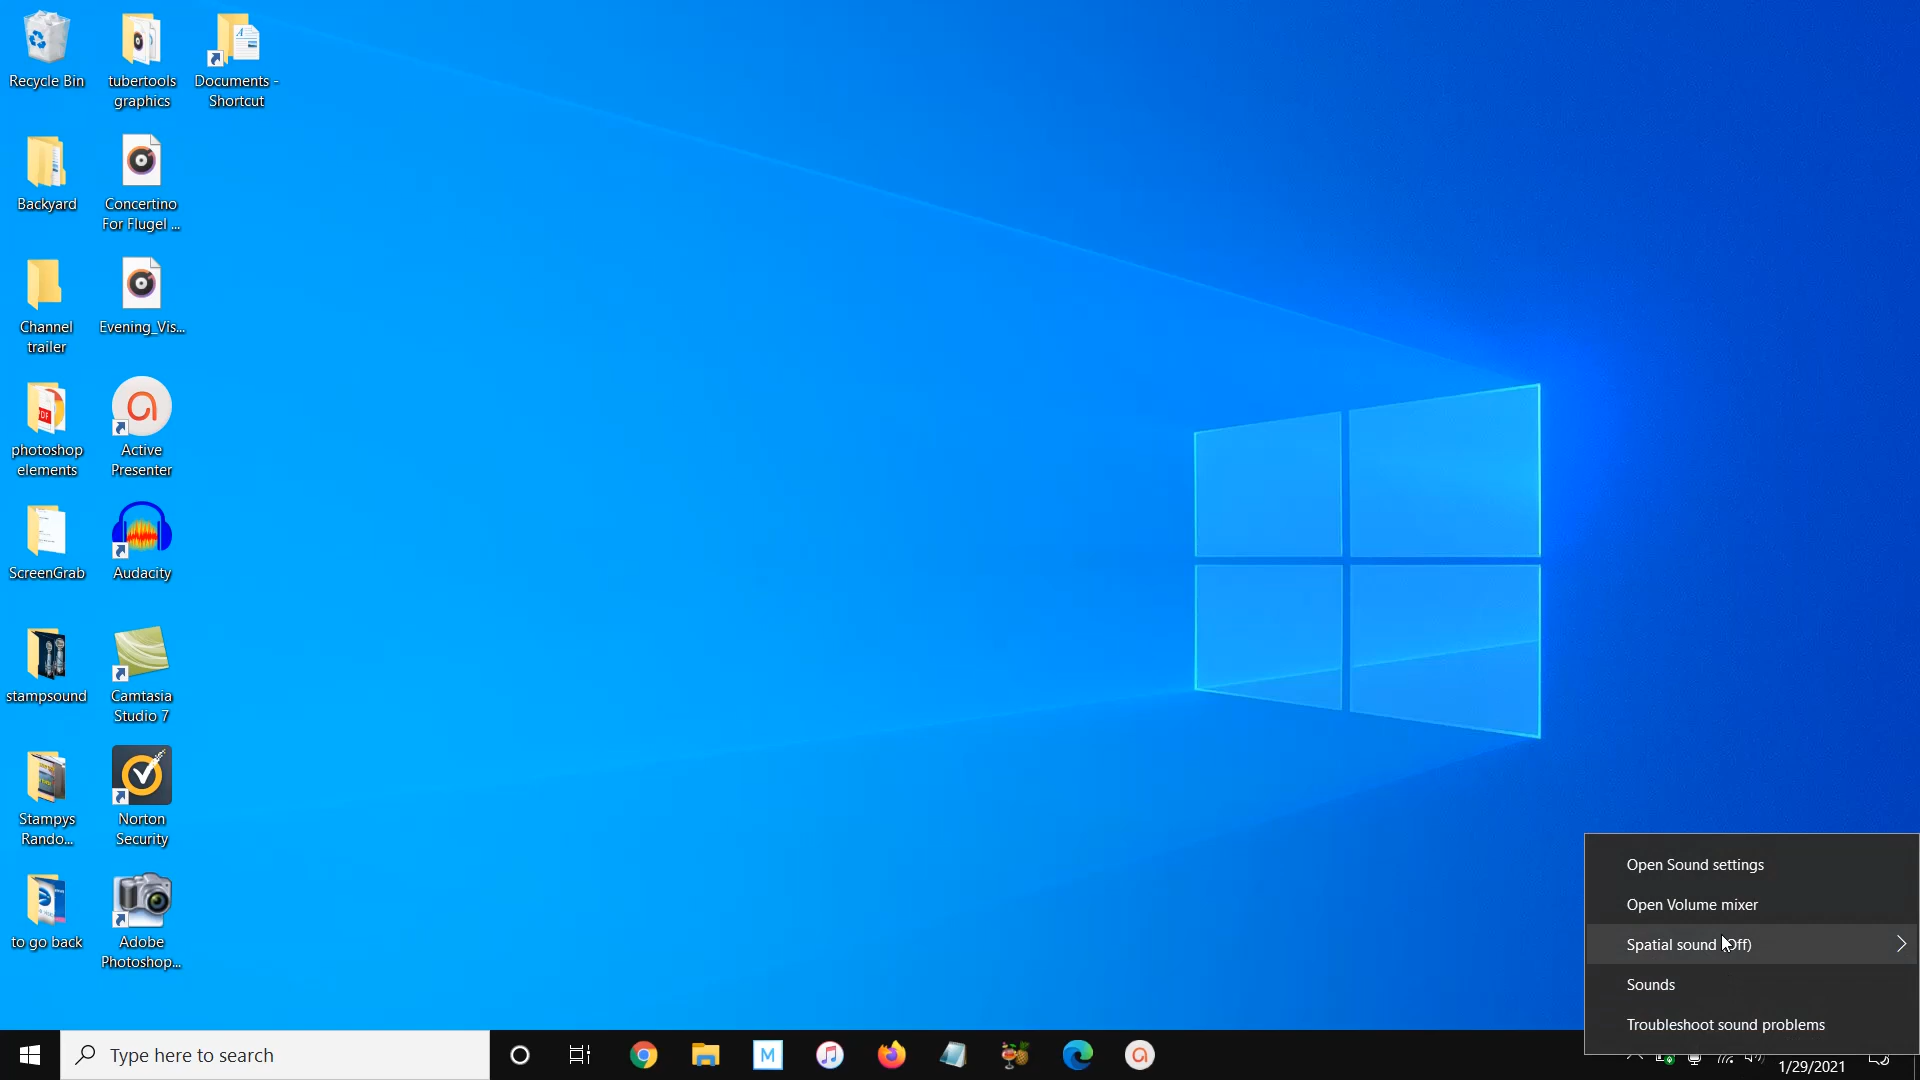 Recycle Bin
tubertools
graphics
Documents -
Shortcut
Backyard
Concertino
For Flugel ...
Channel
trailer
Evening_Vis...
photoshop
elements
Active
Presenter
ScreenGrab
Audacity
stampsound
Camtasia
Studio 7
Stampys
Rando...
Norton
Security
to go back
Adobe
Photoshop...
Open Sound settings
Open Volume mixer
Spatial sound (Off)
Sounds
Troubleshoot sound problems
Type here to search
M
1/29/2021